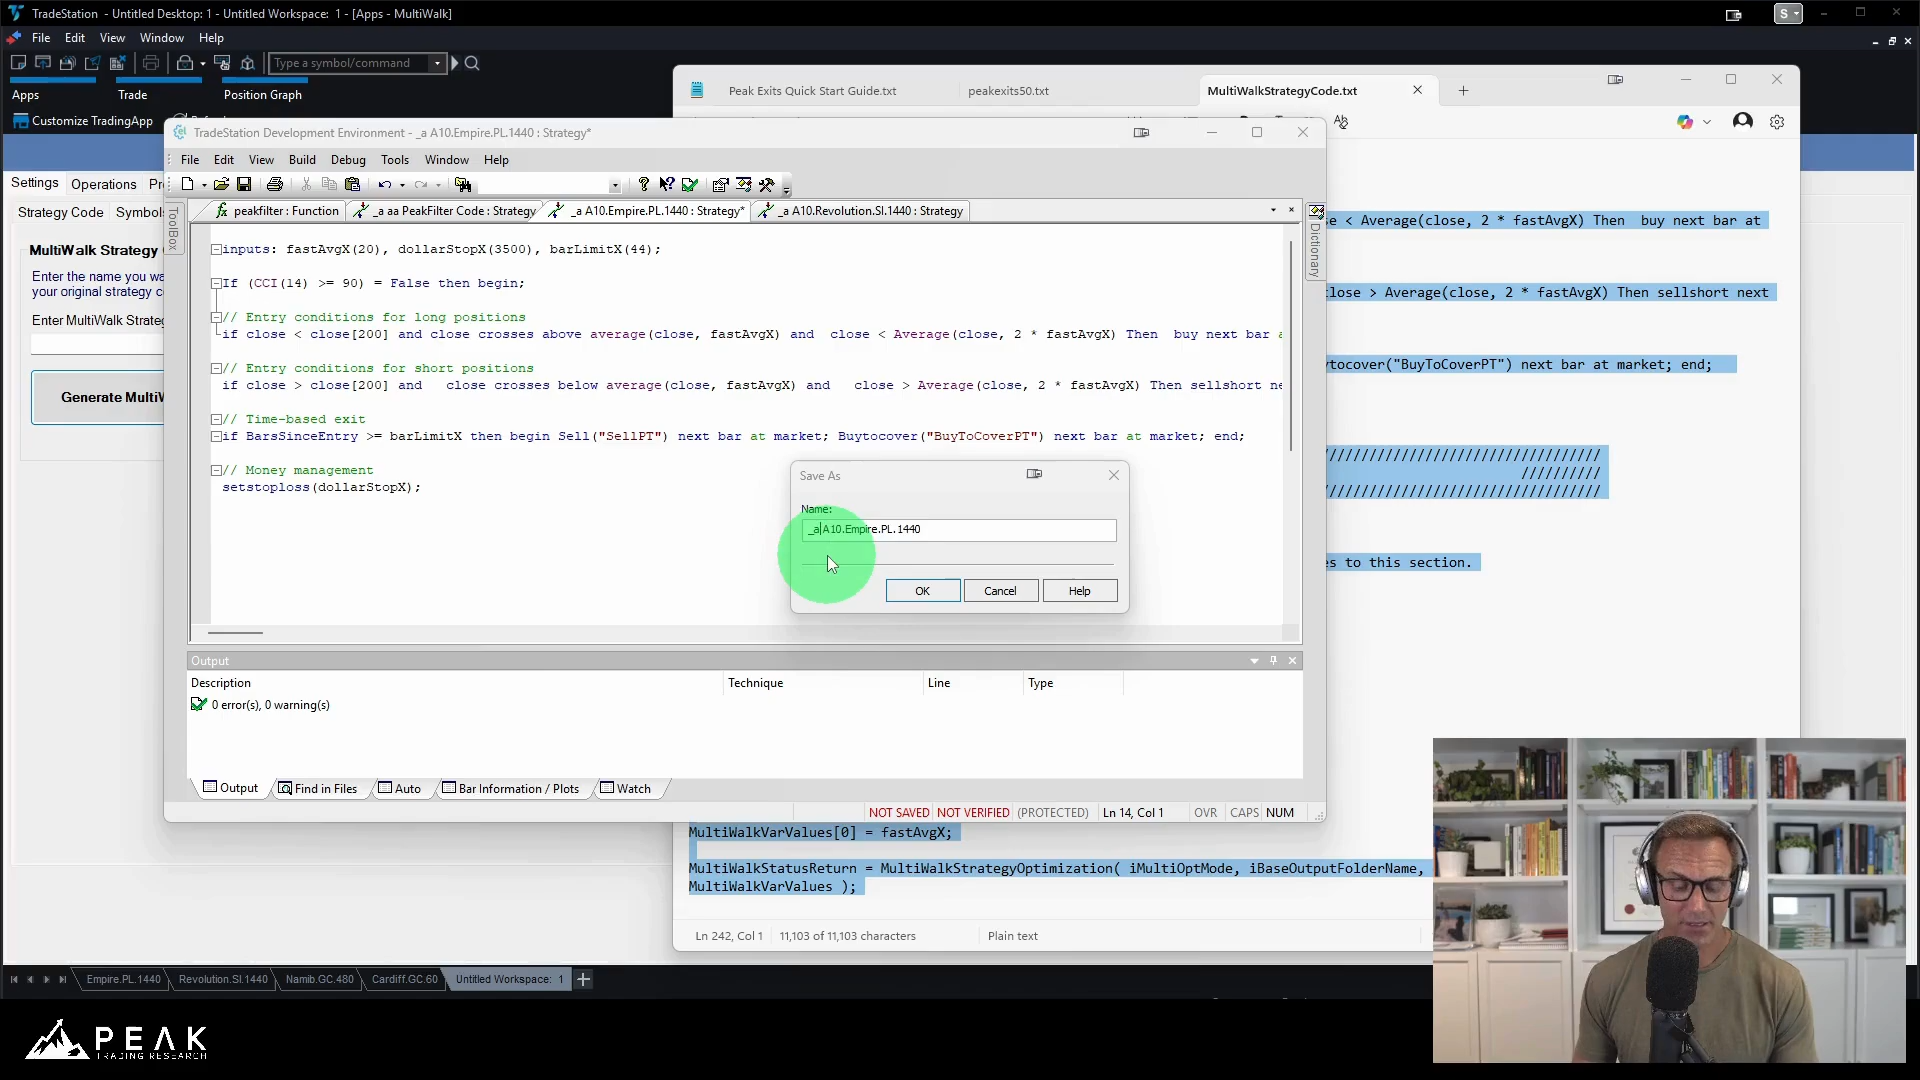 TradeStation - Untitled Desktop: 1 - Untitled Workspace: 1 - [Apps - MultiWalk]
S
File Edit View Window Help
Type a symbol/command
Apps Trade Position Graph
Customize TradingApp
Settings Operations
Strategy Code Symbols
MultiWalk Strategy
Enter the name you wa
your original strategy c
Enter MultiWalk Strateg
Generate MultiW
Peak Exits Quick Start Guide.txt peakexits50.txt MultiWalkStrategyCode.txt
TradeStation Development Environment - _a A10.Empire.PL.1440 : Strategy*
File Edit View Build Debug Tools Window Help
peakfilter : Function _a aa PeakFilter Code : Strategy _a A10.Empire.PL.1440 : Strategy* _a A10.Revolution.SI.1440 : Strategy
ToolBox
Dictionary
inputs: fastAvgX(20), dollarStopX(3500), barLimitX(44);
If (CCI(14) >= 90) = False then begin;
// Entry conditions for long positions
if close < close[200] and close crosses above average(close, fastAvgX) and close < Average(close, 2 * fastAvgX) Then buy next bar a
// Entry conditions for short positions
if close > close[200] and close crosses below average(close, fastAvgX) and close > Average(close, 2 * fastAvgX) Then sellshort ne
// Time-based exit
if BarsSinceEntry >= barLimitX then begin Sell("SellPT") next bar at market; Buytocover("BuyToCoverPT") next bar at market; end;
// Money management
setstoploss(dollarStopX);
Save As
Name:
_a A10.Empire.PL.1440
OK Cancel Help
Output
Description Technique Line Type
0 error(s), 0 warning(s)
Output Find in Files Auto Bar Information / Plots Watch
NOT SAVED NOT VERIFIED (PROTECTED) Ln 14, Col 1 OVR CAPS NUM
e < Average(close, 2 * fastAvgX) Then buy next bar at
lose > Average(close, 2 * fastAvgX) Then sellshort next
ytocover("BuyToCoverPT") next bar at market; end;
//////////////////////////////////
//////////
//////////////////////////////////
es to this section.
MultiWalkVarValues[0] = fastAvgX;
MultiWalkStatusReturn = MultiWalkStrategyOptimization( iMultiOptMode, iBaseOutputFolderName,
MultiWalkVarValues );
Ln 242, Col 1 11,103 of 11,103 characters Plain text
Empire.PL.1440 Revolution.SI.1440 Namib.GC.480 Cardiff.GC.60 Untitled Workspace: 1
PEAK
TRADING RESEARCH